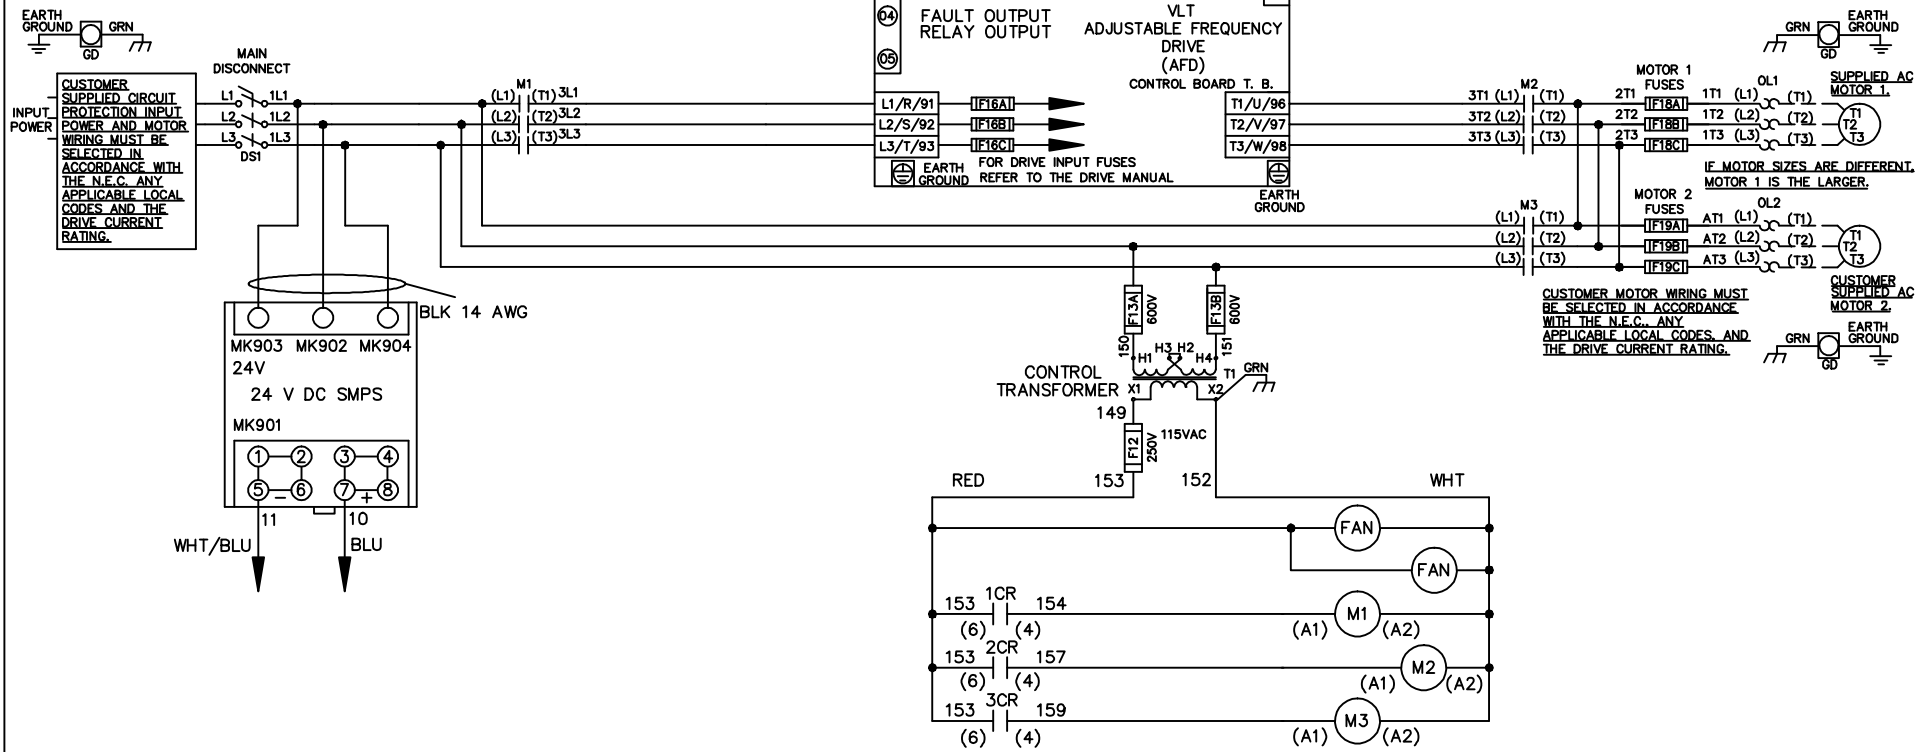 EARTH
GROUND
GRN
GD
MAIN
DISCONNECT
CUSTOMER
SUPPLIED CIRCUIT
PROTECTION INPUT
POWER AND MOTOR
WIRING MUST BE
SELECTED IN
ACCORDANCE WITH
THE N.E.C. ANY
APPLICABLE LOCAL
CODES AND THE
DRIVE CURRENT
RATING.
INPUT
POWER
L1 1L1
L2 1L2
L3 1L3
DS1
M1
(L1) (T1) 3L1
(L2) (T2) 3L2
(L3) (T3) 3L3
04
05
FAULT OUTPUT
RELAY OUTPUT
VLT
ADJUSTABLE FREQUENCY
DRIVE
(AFD)
CONTROL BOARD T. B.
L1/R/91 F16A T1/U/96
L2/S/92 F16B T2/V/97
L3/T/93 F16C T3/W/98
FOR DRIVE INPUT FUSES
REFER TO THE DRIVE MANUAL
EARTH
GROUND
EARTH
GROUND
M2
3T1 (L1) (T1)
3T2 (L2) (T2)
3T3 (L3) (T3)
MOTOR 1
FUSES
2T1 F18A 1T1 (L1) (T1)
2T2 F18B 1T2 (L2) (T2)
2T3 F18C 1T3 (L3) (T3)
OL1
GRN
GD
EARTH
GROUND
SUPPLIED AC
MOTOR 1.
T1
T2
T3
IF MOTOR SIZES ARE DIFFERENT,
MOTOR 1 IS THE LARGER.
M3
(L1) (T1)
(L2) (T2)
(L3) (T3)
MOTOR 2
FUSES
F19A AT1 (L1) (T1)
F19B AT2 (L2) (T2)
F19C AT3 (L3) (T3)
OL2
T1
T2
T3
CUSTOMER
SUPPLIED AC
MOTOR 2.
CUSTOMER MOTOR WIRING MUST
BE SELECTED IN ACCORDANCE
WITH THE N.E.C., ANY
APPLICABLE LOCAL CODES, AND
THE DRIVE CURRENT RATING.
GRN
GD
EARTH
GROUND
BLK 14 AWG
MK903 MK902 MK904
24V
24 V DC SMPS
MK901
1 2 3 4
5 − 6 7 + 8
11 10
WHT/BLU BLU
F13A 600V
F13B 600V
150 151
H1 H3 H2 H4
CONTROL
TRANSFORMER
T1
X1 X2
GRN
149
F12 250V
115VAC
153 152
RED WHT
FAN
FAN
153 1CR 154 M1
(6) (4) (A1) (A2)
153 2CR 157 M2
(6) (4) (A1) (A2)
153 3CR 159 M3
(6) (4) (A1) (A2)